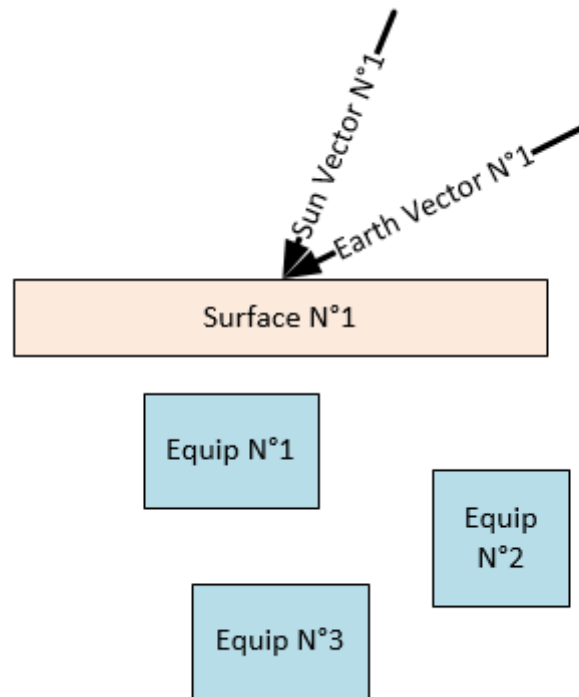 Sun Vector N°1
Earth Vector N°1
Surface N°1
Equip N°1
Equip
N°2
Equip N°3